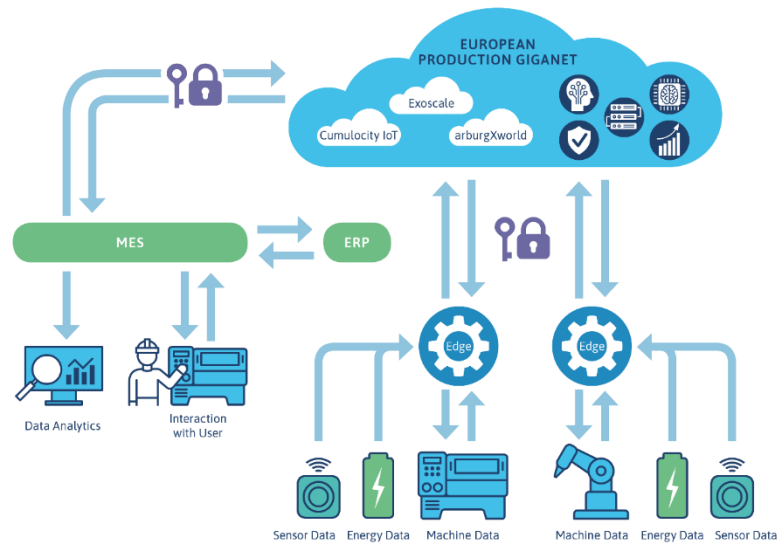 EUROPEAN
PRODUCTION GIGANET
Exoscale
Cumulocity IoT
arburgXworld
MES
ERP
Edge
Edge
Data Analytics
Interaction
with User
Sensor Data
Energy Data
Machine Data
Machine Data
Energy Data
Sensor Data